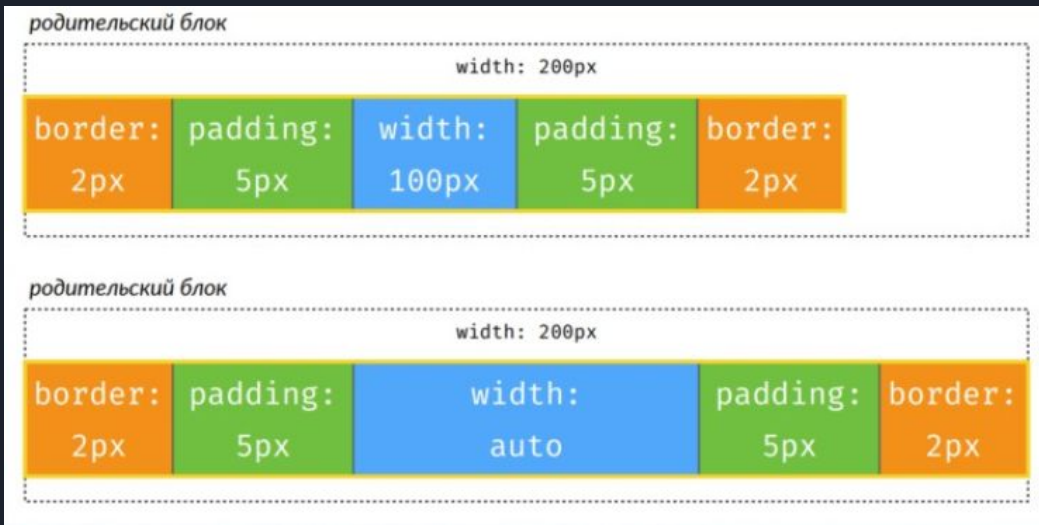 родительский блок
width: 200px
border: padding: width: padding: border:
2px 5px 100px 5px 2px
родительский блок
width: 200px
border: padding: width: padding: border:
2px 5px auto 5px 2px